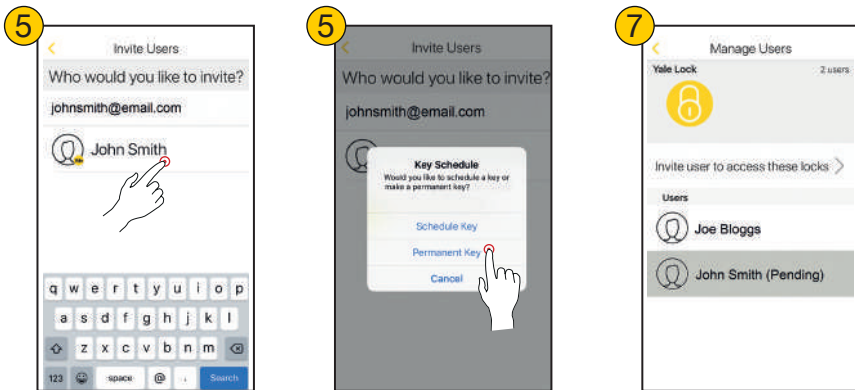 5
Invite Users
Who would you like to invite?
johnsmith@email.com
John Smith
q w e r t y u i o p
a s d f g h j k l
z x c v b n m
123 space @ . Search
5
Invite Users
Who would you like to invite?
johnsmith@email.com
Key Schedule
Would you like to schedule a key or
make a permanent key?
Schedule Key
Permanent Key
Cancel
7
Manage Users
Yale Lock 2 users
Invite user to access these locks
Users
Joe Bloggs
John Smith (Pending)